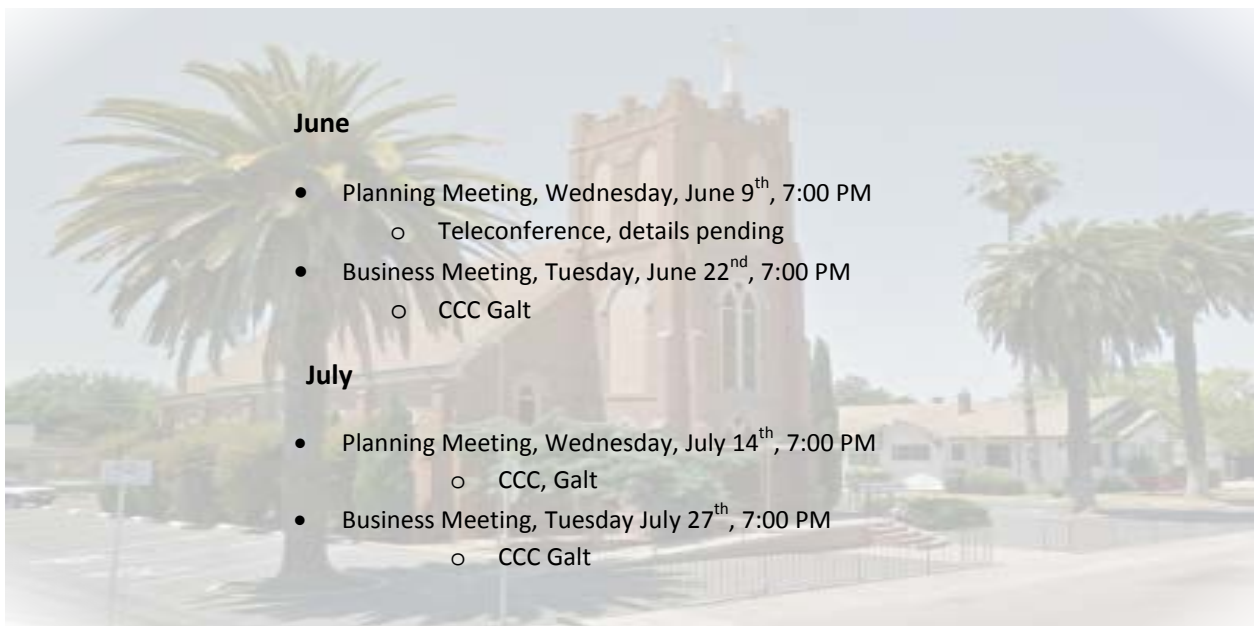 June
• Planning Meeting, Wednesday, June 9th, 7:00 PM
o Teleconference, details pending
• Business Meeting, Tuesday, June 22nd, 7:00 PM
o CCC Galt
July
• Planning Meeting, Wednesday, July 14th, 7:00 PM
o CCC, Galt
• Business Meeting, Tuesday July 27th, 7:00 PM
o CCC Galt